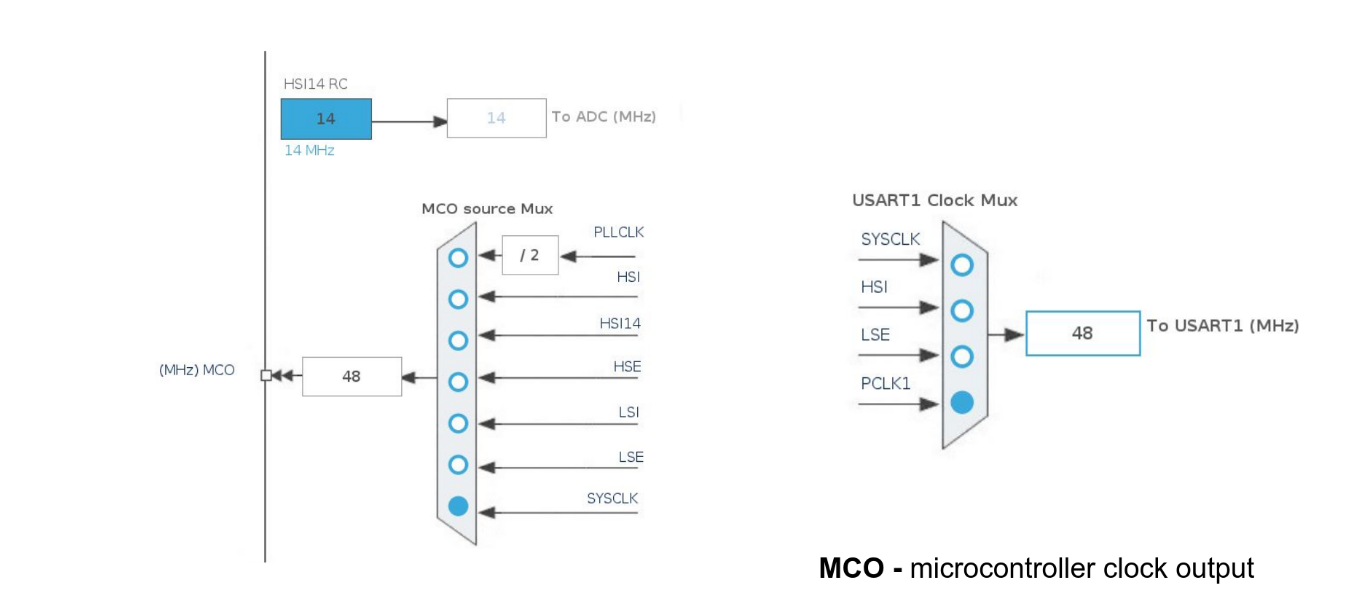 HSI14 RC
14
14
To ADC (MHz)
14 MHz
MCO source Mux
PLLCLK
/ 2
HSI
HSI14
HSE
(MHz) MCO
48
LSI
LSE
SYSCLK
USART1 Clock Mux
SYSCLK
HSI
LSE
PCLK1
48
To USART1 (MHz)
MCO - microcontroller clock output